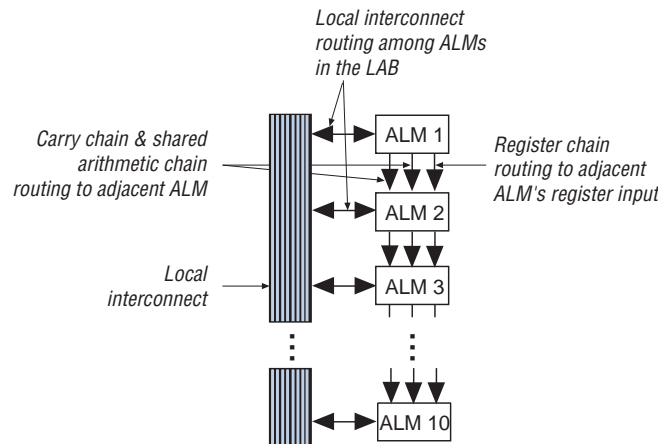 Local interconnect
routing among ALMs
in the LAB
ALM 1
Carry chain & shared
arithmetic chain
routing to adjacent ALM
Register chain
routing to adjacent
ALM's register input
ALM 2
Local
interconnect
ALM 3
ALM 10